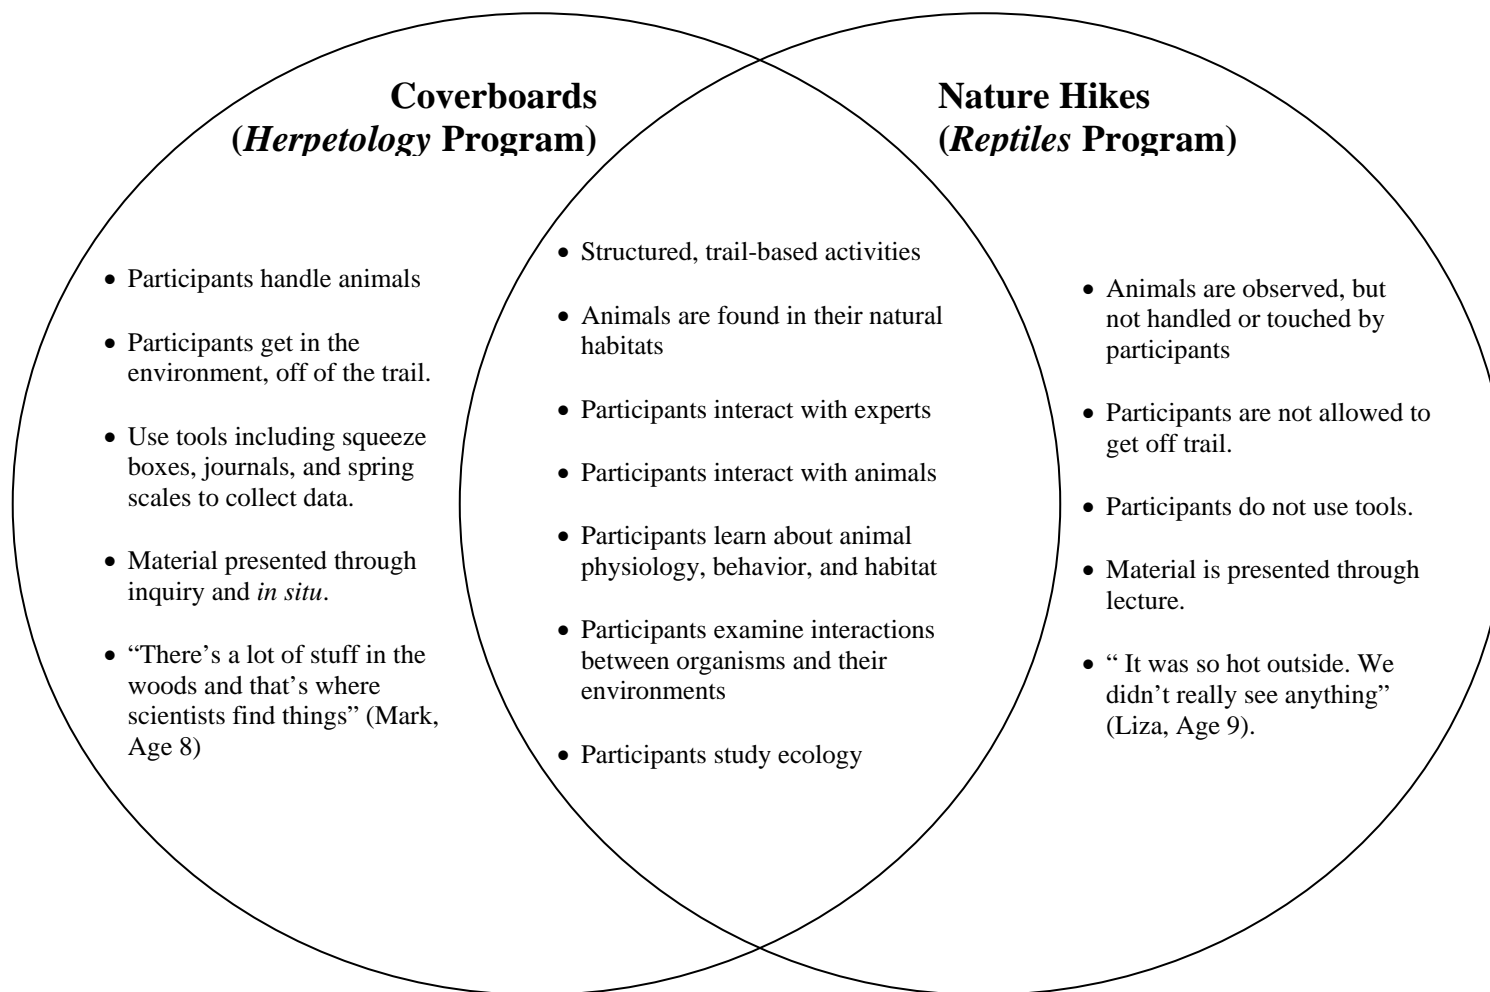 Coverboards
(Herpetology Program)
• Participants handle animals
• Participants get in the
environment, off of the trail.
• Use tools including squeeze
boxes, journals, and spring
scales to collect data.
• Material presented through
inquiry and in situ.
• “There’s a lot of stuff in the
woods and that’s where
scientists find things” (Mark,
Age 8)
• Structured, trail-based activities
• Animals are found in their natural
habitats
• Participants interact with experts
• Participants interact with animals
• Participants learn about animal
physiology, behavior, and habitat
• Participants examine interactions
between organisms and their
environments
• Participants study ecology
Nature Hikes
(Reptiles Program)
• Animals are observed, but
not handled or touched by
participants
• Participants are not allowed to
get off trail.
• Participants do not use tools.
• Material is presented through
lecture.
• “ It was so hot outside. We
didn’t really see anything”
(Liza, Age 9).